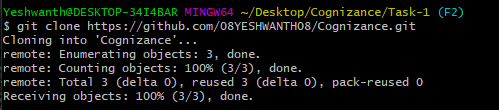 Yeshwanth@DESKTOP-34I4BAR MINGW64 ~/Desktop/Cognizance/Task-1 (F2)
$ git clone https://github.com/08YESHWANTH08/Cognizance.git
Cloning into 'Cognizance'...
remote: Enumerating objects: 3, done.
remote: Counting objects: 100% (3/3), done.
remote: Total 3 (delta 0), reused 3 (delta 0), pack-reused 0
Receiving objects: 100% (3/3), done.